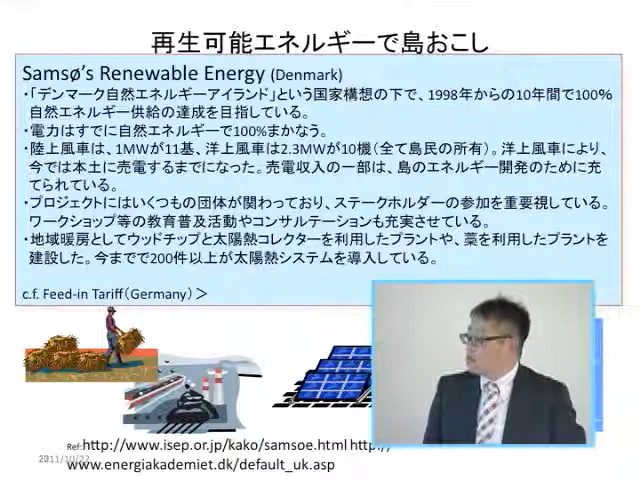 再生可能エネルギーで島おこし
Samsø's Renewable Energy (Denmark)
・「デンマーク自然エネルギーアイランド」という国家構想の下で、1998年からの10年間で100%
自然エネルギー供給の達成を目指している。
・電力はすでに自然エネルギーで100%まかなう。
・陸上風車は、1MWが11基、洋上風車は2.3MWが10機（全て島民の所有）。洋上風車により、
今では本土に売電するまでになった。売電収入の一部は、島のエネルギー開発のために充
てられている。
・プロジェクトにはいくつもの団体が関わっており、ステークホルダーの参加を重要視している。
ワークショップ等の教育普及活動やコンサルテーションも充実させている。
・地域暖房としてウッドチップと太陽熱コレクターを利用したプラントや、藁を利用したプラントを
建設した。今までで200件以上が太陽熱システムを導入している。
c.f. Feed-in Tariff（Germany）＞
Ref: http://www.isep.or.jp/kako/samsoe.html http://
www.energiakademiet.dk/default_uk.asp